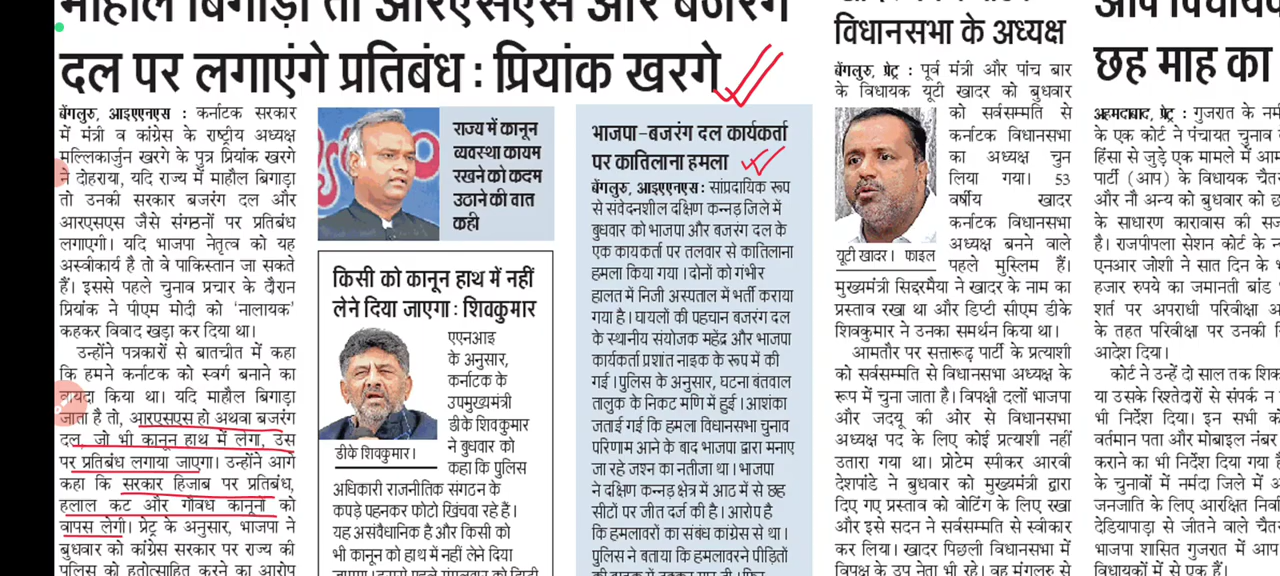 माहौल बिगाड़ा तो आरएसएस और बजरंग
दल पर लगाएंगे प्रतिबंध : प्रियांक खरगे
बेंगलुरु, आइएएनएस : कर्नाटक सरकार
में मंत्री व कांग्रेस के राष्ट्रीय अध्यक्ष
मल्लिकार्जुन खरगे के पुत्र प्रियांक खरगे
ने दोहराया, यदि राज्य में माहौल बिगाड़ा
तो उनकी सरकार बजरंग दल और
आरएसएस जैसे संगठनों पर प्रतिबंध
लगाएगी। यदि भाजपा नेतृत्व को यह
अस्वीकार्य है तो वे पाकिस्तान जा सकते
हैं। इससे पहले चुनाव प्रचार के दौरान
प्रियांक ने पीएम मोदी को 'नालायक'
कहकर विवाद खड़ा कर दिया था।
उन्होंने पत्रकारों से बातचीत में कहा
कि हमने कर्नाटक को स्वर्ग बनाने का
वायदा किया था। यदि माहौल बिगाड़ा
जाता है तो, आरएसएस हो अथवा बजरंग
दल, जो भी कानून हाथ में लेगा, उस
पर प्रतिबंध लगाया जाएगा। उन्होंने आगे
कहा कि सरकार हिजाब पर प्रतिबंध,
हलाल कट और गोवध कानूनों को
वापस लेगी। प्रेट्र के अनुसार, भाजपा ने
बुधवार को कांग्रेस सरकार पर राज्य की
पुलिस को हतोत्साहित करने का आरोप
राज्य में कानून
व्यवस्था कायम
रखने को कदम
उठाने की बात
कही
किसी को कानून हाथ में नहीं
लेने दिया जाएगा : शिवकुमार
एएनआइ
के अनुसार,
कर्नाटक के
उपमुख्यमंत्री
डीके शिवकुमार
ने बुधवार को
कहा कि पुलिस
डीके शिवकुमार।
अधिकारी राजनीतिक संगठन के
कपड़े पहनकर फोटो खिंचवा रहे हैं।
यह असंवैधानिक है और किसी को
भी कानून को हाथ में नहीं लेने दिया
भाजपा-बजरंग दल कार्यकर्ता
पर कातिलाना हमला
बेंगलुरु, आइएएनएस : सांप्रदायिक रूप
से संवेदनशील दक्षिण कन्नड़ जिले में
बुधवार को भाजपा और बजरंग दल के
एक कार्यकर्ता पर तलवार से कातिलाना
हमला किया गया। दोनों को गंभीर
हालत में निजी अस्पताल में भर्ती कराया
गया है। घायलों की पहचान बजरंग दल
के स्थानीय संयोजक महेंद्र और भाजपा
कार्यकर्ता प्रशांत नाइक के रूप में की
गई। पुलिस के अनुसार, घटना बंतवाल
तालुक के निकट मणि में हुई। आशंका
जताई गई कि हमला विधानसभा चुनाव
परिणाम आने के बाद भाजपा द्वारा मनाए
जा रहे जश्न का नतीजा था। भाजपा
ने दक्षिण कन्नड़ क्षेत्र में आठ में से छह
सीटों पर जीत दर्ज की है। आरोप है
कि हमलावरों का संबंध कांग्रेस से था।
पुलिस ने बताया कि हमलावरने पीड़ितों
विधानसभा के अध्यक्ष
बेंगलुरु, प्रेट्र : पूर्व मंत्री और पांच बार
के विधायक यूटी खादर को बुधवार
को सर्वसम्मति से
कर्नाटक विधानसभा
का अध्यक्ष चुन
लिया गया। 53
वर्षीय खादर
कर्नाटक विधानसभा
अध्यक्ष बनने वाले
पहले मुस्लिम हैं।
यूटी खादर। फाइल
मुख्यमंत्री सिद्दरमैया ने खादर के नाम का
प्रस्ताव रखा था और डिप्टी सीएम डीके
शिवकुमार ने उनका समर्थन किया था।
आमतौर पर सत्तारूढ़ पार्टी के प्रत्याशी
को सर्वसम्मति से विधानसभा अध्यक्ष के
रूप में चुना जाता है। विपक्षी दलों भाजपा
और जदयू की ओर से विधानसभा
अध्यक्ष पद के लिए कोई प्रत्याशी नहीं
उतारा गया था। प्रोटेम स्पीकर आरवी
देशपांडे ने बुधवार को मुख्यमंत्री द्वारा
दिए गए प्रस्ताव को वोटिंग के लिए रखा
और इसे सदन ने सर्वसम्मति से स्वीकार
कर लिया। खादर पिछली विधानसभा में
विपक्ष के उप नेता भी रहे। वह मंगलुरु से
आप विधायक
छह माह का
अहमदाबाद, प्रेट्र : गुजरात के
के एक कोर्ट ने पंचायत चुनाव
हिंसा से जुड़े एक मामले में आम
पार्टी (आप) के विधायक
और नौ अन्य को बुधवार को
के साधारण कारावास की
है। राजपीपला सेशन कोर्ट के
एनआर जोशी ने सात दिन के
हजार रुपये का जमानती बांड
शर्त पर अपराधी परिवीक्षा
के तहत परिवीक्षा पर उनकी
आदेश दिया।
कोर्ट ने उन्हें दो साल तक
या उसके रिश्तेदारों से संपर्क न
भी निर्देश दिया। इन सभी को
वर्तमान पता और मोबाइल नंबर
कराने का भी निर्देश दिया गया
के चुनावों में नर्मदा जिले में
जनजाति के लिए आरक्षित
देडियापाड़ा से जीतने वाले
भाजपा शासित गुजरात में आप
विधायकों में से एक हैं।